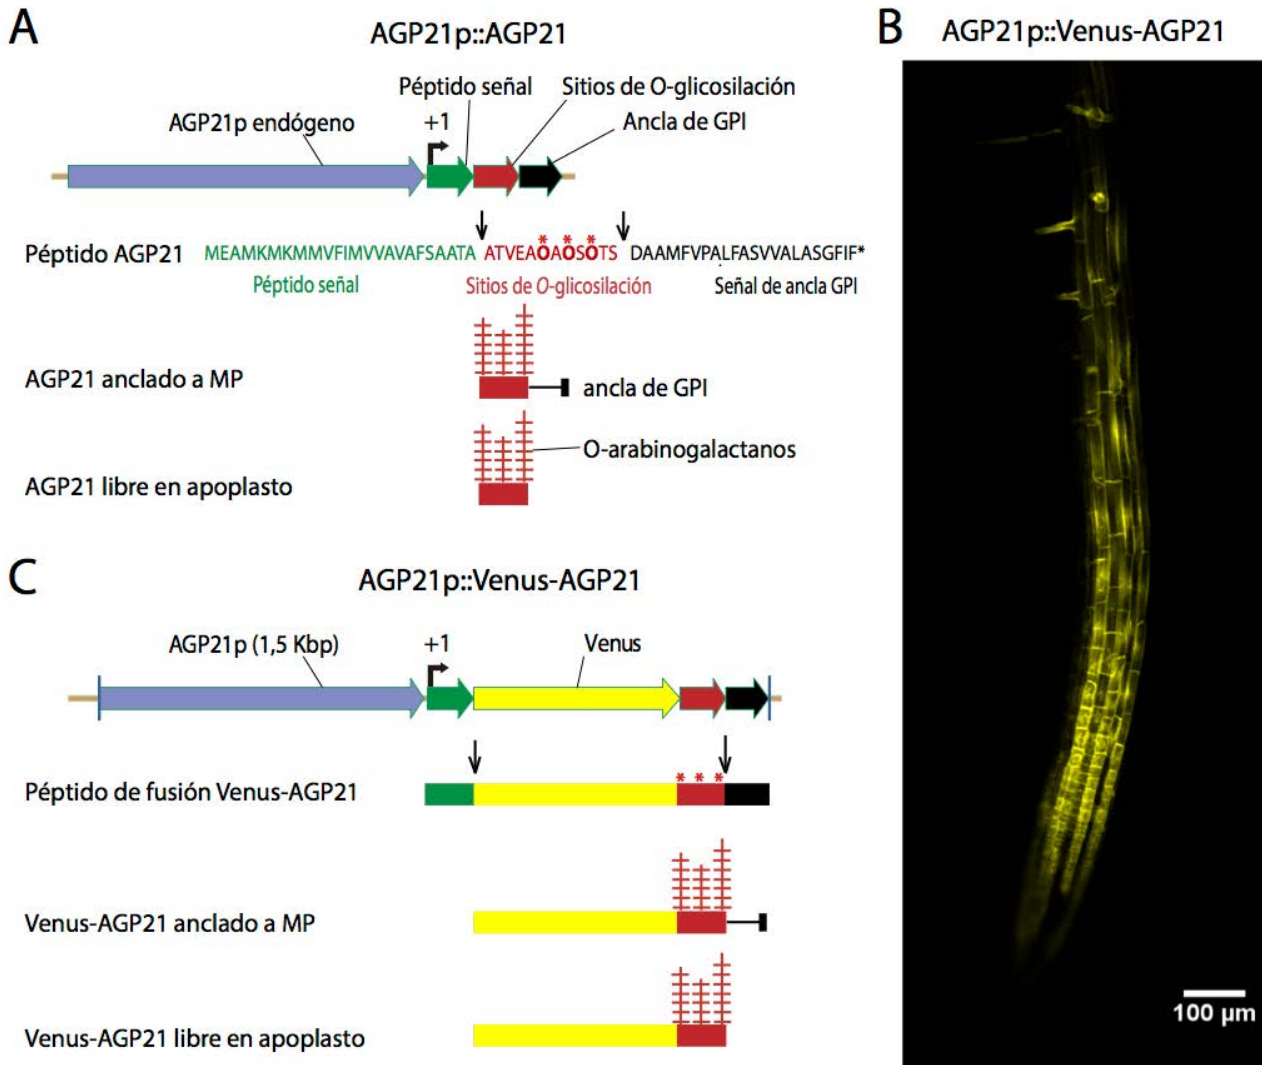 A
AGP21p::AGP21
Péptido señal
Sitios de O-glicosilación
AGP21p endógeno
+1
Ancla de GPI
Péptido AGP21
MEAMKMKMMVFIMVVAVAFSAATA
ATVEAOAOSOTS
DAAMFVPALFASVVALASGFIF*
* * *
Péptido señal
Sitios de O-glicosilación
Señal de ancla GPI
AGP21 anclado a MP
ancla de GPI
O-arabinogalactanos
AGP21 libre en apoplasto
B
AGP21p::Venus-AGP21
100 µm
C
AGP21p::Venus-AGP21
AGP21p (1,5 Kbp)
+1
Venus
Péptido de fusión Venus-AGP21
* * *
Venus-AGP21 anclado a MP
Venus-AGP21 libre en apoplasto